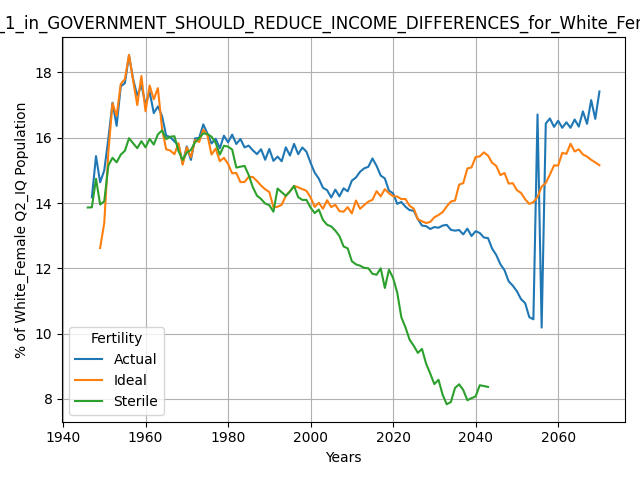 _1_in_GOVERNMENT_SHOULD_REDUCE_INCOME_DIFFERENCES_for_White_Fem
% of White_Female Q2_IQ Population
18
16
14
12
10
8
Fertility
Actual
Ideal
Sterile
1940 1960 1980 2000 2020 2040 2060
Years